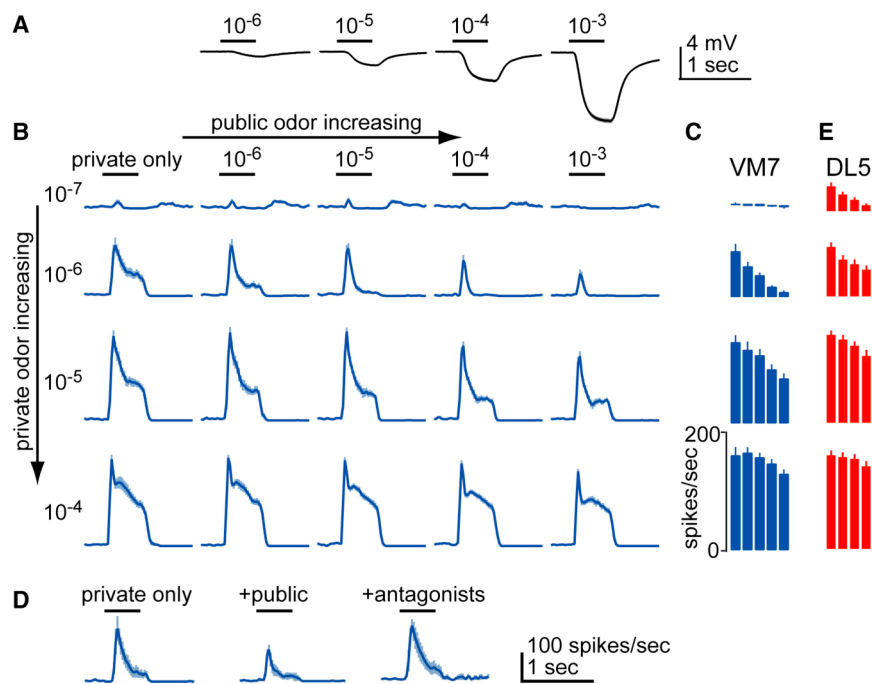 A
10-6 10-5 10-4 10-3
4 mV
1 sec
B
public odor increasing
C
E
private only 10-6 10-5 10-4 10-3
VM7
DL5
private odor increasing
10-7
10-6
10-5
10-4
200
spikes/sec
0
D
private only +public +antagonists
100 spikes/sec
1 sec